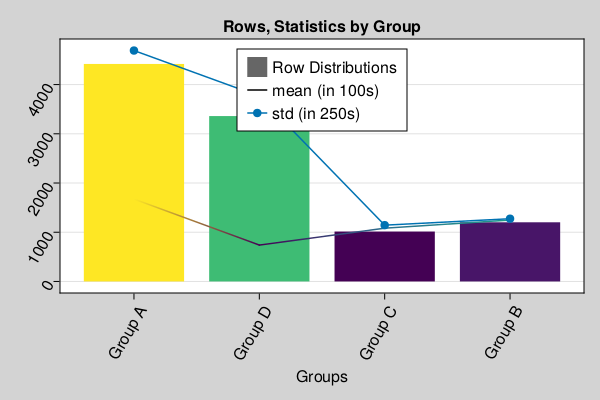 Rows, Statistics by Group
Row Distributions
mean (in 100s)
std (in 250s)
4000
3000
2000
1000
0
Group A
Group D
Group C
Group B
Groups